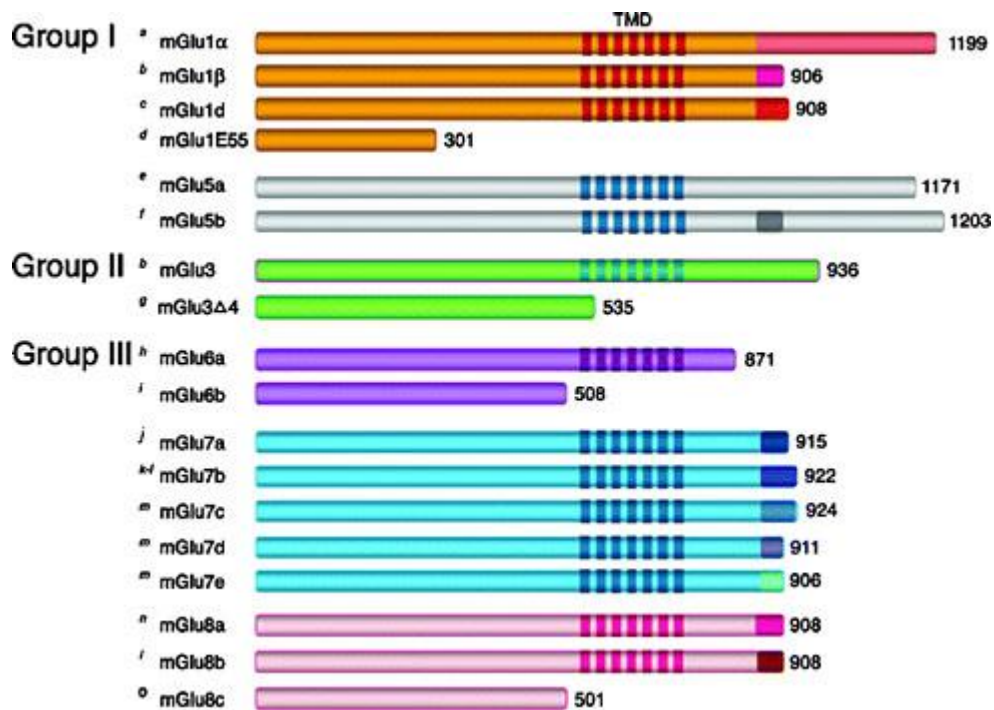 TMD
Group I a mGlu1α 1199
b mGlu1β 906
c mGlu1d 908
d mGlu1E55 301
e mGlu5a 1171
f mGlu5b 1203
Group II b mGlu3 936
g mGlu3Δ4 535
Group III h mGlu6a 871
i mGlu6b 508
j mGlu7a 915
k-l mGlu7b 922
m mGlu7c 924
m mGlu7d 911
m mGlu7e 906
n mGlu8a 908
mGlu8b 908
o mGlu8c 501